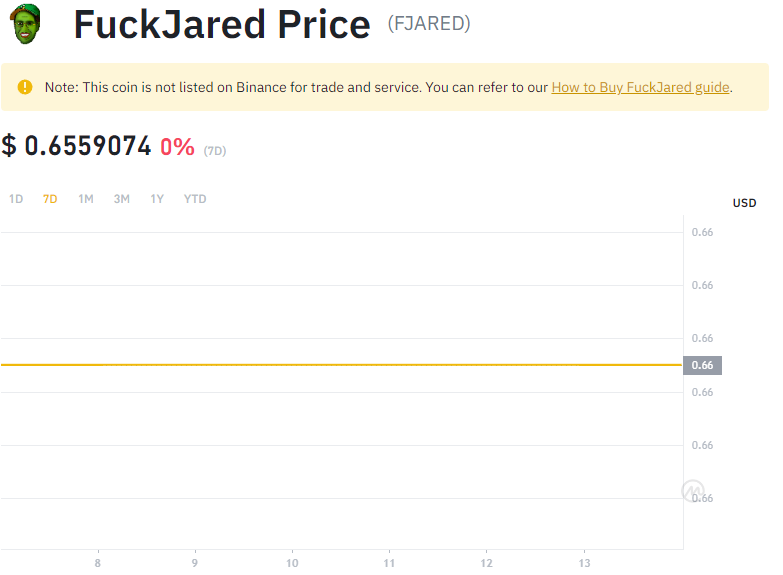 FuckJared Price (FJARED)
Note: This coin is not listed on Binance for trade and service. You can refer to our How to Buy FuckJared guide.
$ 0.6559074 0% (7D)
1D 7D 1M 3M 1Y YTD
USD
0.66
0.66
0.66
0.66
0.66
0.66
0.66
8 9 10 11 12 13